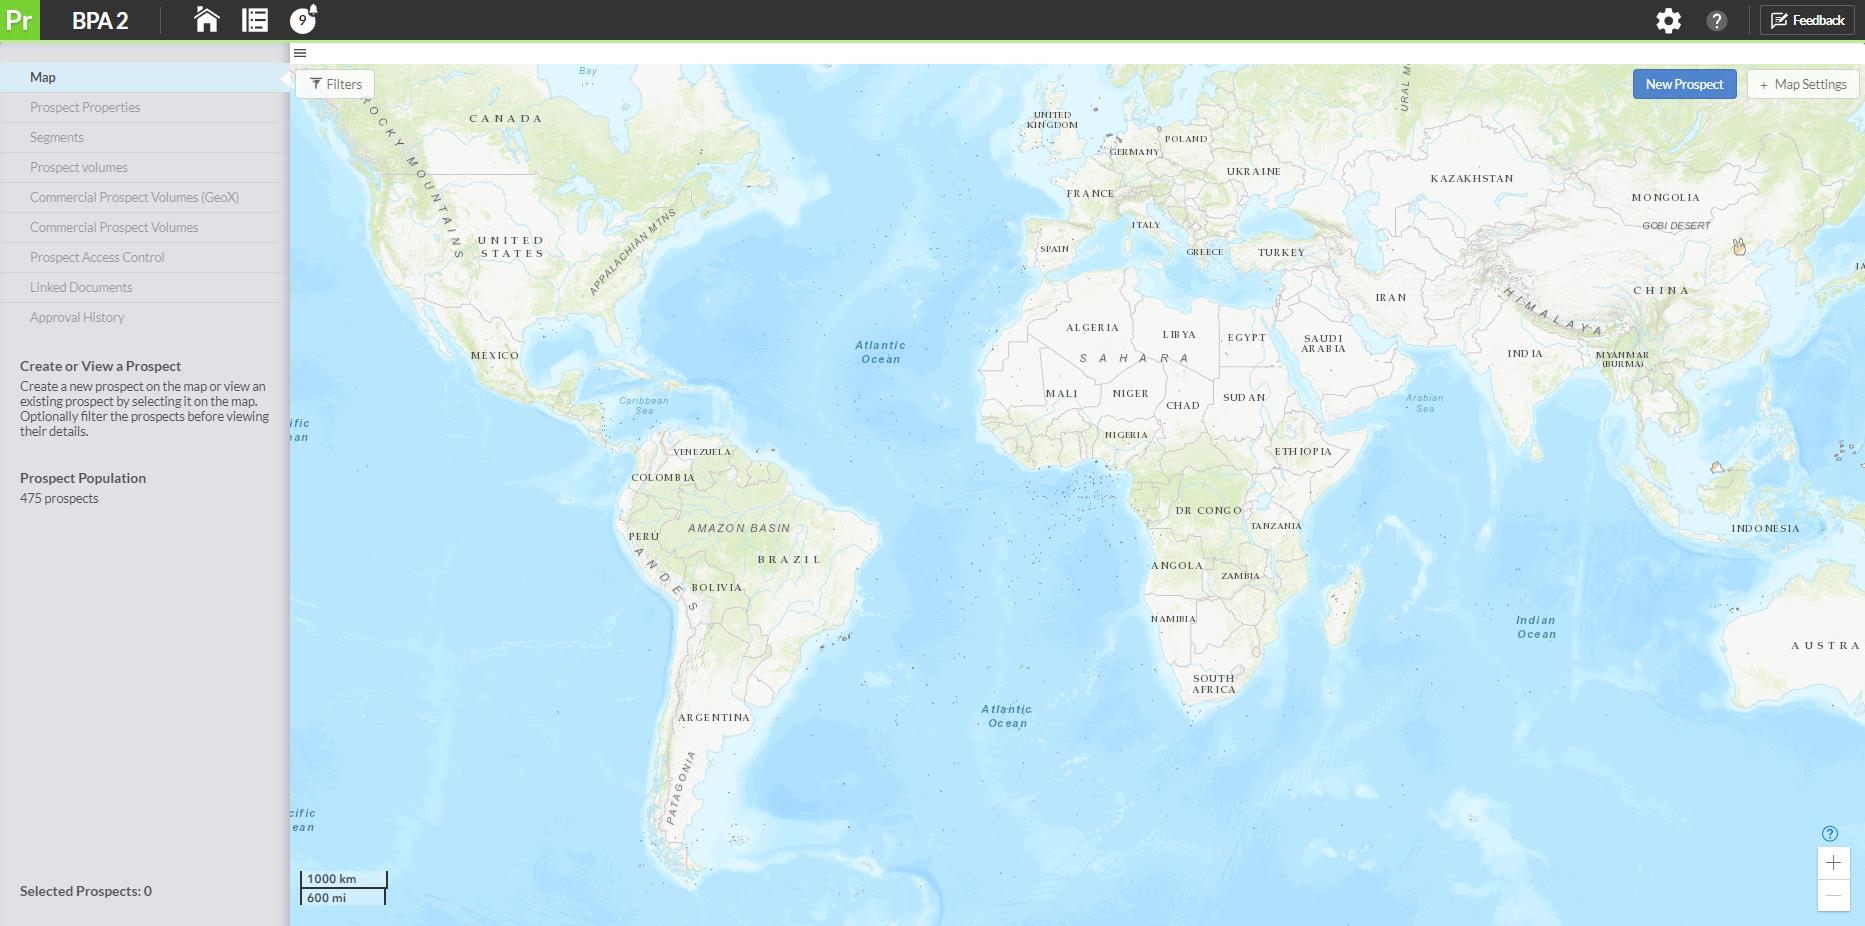 Pr
BPA 2
9
?
Feedback
Map
Prospect Properties
Segments
Prospect volumes
Commercial Prospect Volumes (GeoX)
Commercial Prospect Volumes
Prospect Access Control
Linked Documents
Approval History
Create or View a Prospect
Create a new prospect on the map or view an
existing prospect by selecting it on the map.
Optionally filter the prospects before viewing
their details.
Prospect Population
475 prospects
Selected Prospects: 0
Filters
New Prospect
+ Map Settings
Bay
CANADA
ROCKY MOUNTAINS
UNITED
STATES
APPALACHIAN MTNS
MÉXICO
Atlantic
Ocean
Caribbean
Sea
ific
ean
VENEZUELA
COLOMBIA
AMAZON BASIN
PERÚ
BRAZIL
ANDES
BOLIVIA
ARGENTINA
PATAGONIA
cific
ean
UNITED
KINGDOM
POLAND
GERMANY
UKRAINE
FRANCE
ITALY
SPAIN
GREECE
TURKEY
URAL M
KAZAKHSTAN
MONGOLIA
GOBI DESERT
JA
CHINA
IRAN
HIMALAYA
ALGERIA
LIBYA
EGYPT
SAUDI
ARABIA
SAHARA
INDIA
MYANMAR
(BURMA)
MALI
NIGER
CHAD
SUDAN
Arabian
Sea
NIGERIA
ETHIOPIA
DR CONGO
TANZANIA
INDONESIA
ANGOLA
ZAMBIA
NAMIBIA
Indian
Ocean
AUSTRA
SOUTH
AFRICA
Atlantic
Ocean
1000 km
600 mi
?
+
−